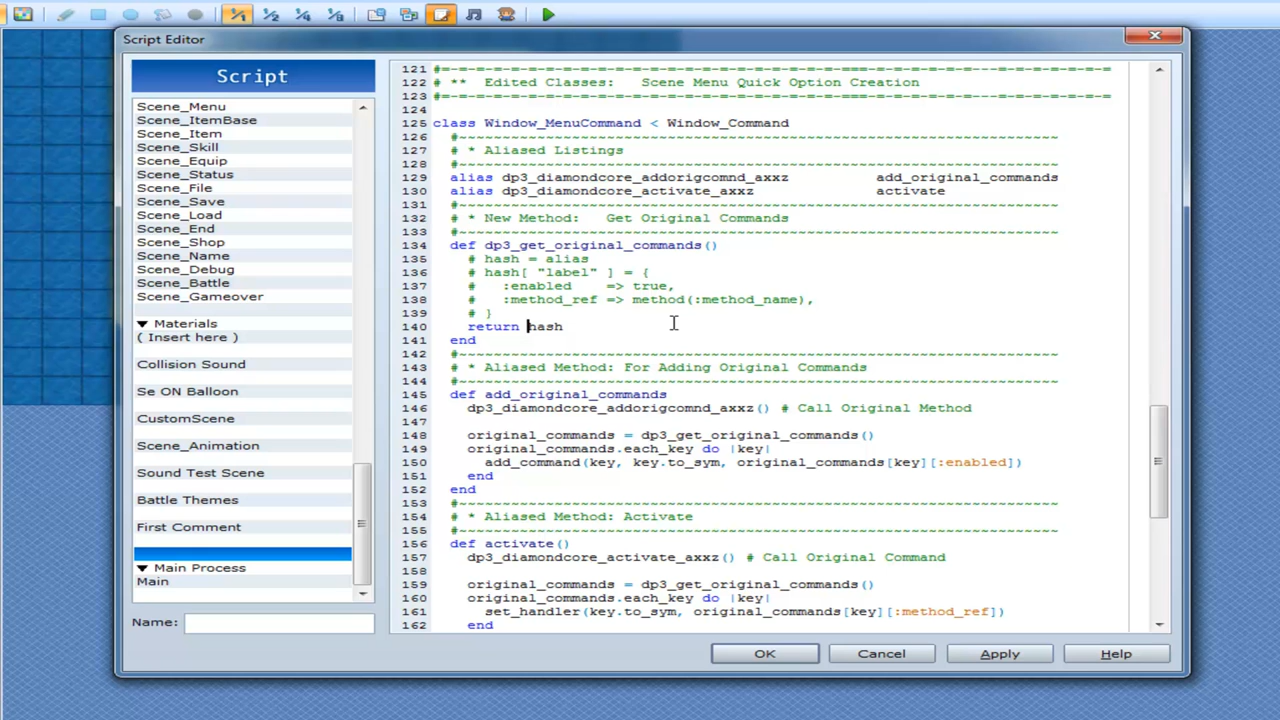 Script Editor
Script
Scene_Menu
Scene_ItemBase
Scene_Item
Scene_Skill
Scene_Equip
Scene_Status
Scene_File
Scene_Save
Scene_Load
Scene_End
Scene_Shop
Scene_Name
Scene_Debug
Scene_Battle
Scene_Gameover
▼ Materials
( Insert here )
Collision Sound
Se ON Balloon
CustomScene
Scene_Animation
Sound Test Scene
Battle Themes
First Comment
▼ Main Process
Main
Name:
121 #=-=-=-=-=-=-=-=-=-=-=-=-=-=-=-=-=-=-=-=-=-=-=-=-===-=-=-=-=-=-===---=-=-=-=-=-=
122 # ** Edited Classes: Scene Menu Quick Option Creation
123 #=-=-=-=-=-=-=-=-=-=-=-=-=-=-=-=-=-=-=-=-=-=-=-=-===-=-=-=-=-=-===---=-=-=-=-=-=
124
125 class Window_MenuCommand < Window_Command
126 #~~~~~~~~~~~~~~~~~~~~~~~~~~~~~~~~~~~~~~~~~~~~~~~~~~~~~~~~~~~~~~~~~~~~~
127 # * Aliased Listings
128 #~~~~~~~~~~~~~~~~~~~~~~~~~~~~~~~~~~~~~~~~~~~~~~~~~~~~~~~~~~~~~~~~~~~~~
129 alias dp3_diamondcore_addorigcomnd_axxz add_original_commands
130 alias dp3_diamondcore_activate_axxz activate
131 #~~~~~~~~~~~~~~~~~~~~~~~~~~~~~~~~~~~~~~~~~~~~~~~~~~~~~~~~~~~~~~~~~~~~~
132 # * New Method: Get Original Commands
133 #~~~~~~~~~~~~~~~~~~~~~~~~~~~~~~~~~~~~~~~~~~~~~~~~~~~~~~~~~~~~~~~~~~~~~
134 def dp3_get_original_commands()
135 # hash = alias
136 # hash[ "label" ] = {
137 # :enabled => true,
138 # :method_ref => method(:method_name),
139 # }
140 return hash
141 end
142 #~~~~~~~~~~~~~~~~~~~~~~~~~~~~~~~~~~~~~~~~~~~~~~~~~~~~~~~~~~~~~~~~~~~~~
143 # * Aliased Method: For Adding Original Commands
144 #~~~~~~~~~~~~~~~~~~~~~~~~~~~~~~~~~~~~~~~~~~~~~~~~~~~~~~~~~~~~~~~~~~~~~
145 def add_original_commands
146 dp3_diamondcore_addorigcomnd_axxz() # Call Original Method
147
148 original_commands = dp3_get_original_commands()
149 original_commands.each_key do |key|
150 add_command(key, key.to_sym, original_commands[key][:enabled])
151 end
152 end
153 #~~~~~~~~~~~~~~~~~~~~~~~~~~~~~~~~~~~~~~~~~~~~~~~~~~~~~~~~~~~~~~~~~~~~~
154 # * Aliased Method: Activate
155 #~~~~~~~~~~~~~~~~~~~~~~~~~~~~~~~~~~~~~~~~~~~~~~~~~~~~~~~~~~~~~~~~~~~~~
156 def activate()
157 dp3_diamondcore_activate_axxz() # Call Original Command
158
159 original_commands = dp3_get_original_commands()
160 original_commands.each_key do |key|
161 set_handler(key.to_sym, original_commands[key][:method_ref])
162 end
OK
Cancel
Apply
Help